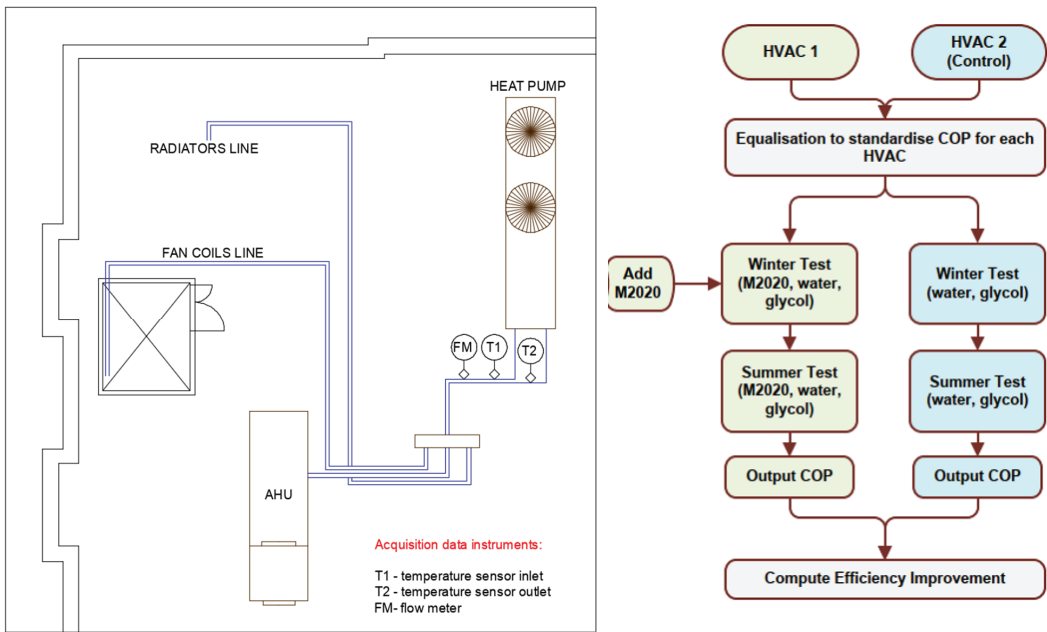 HEAT PUMP
RADIATORS LINE
FAN COILS LINE
FM
T1
T2
AHU
Acquisition data instruments:
T1 - temperature sensor inlet
T2 - temperature sensor outlet
FM- flow meter
HVAC 1
HVAC 2
(Control)
Equalisation to standardise COP for each
HVAC
Add
M2020
Winter Test
(M2020, water,
glycol)
Winter Test
(water, glycol)
Summer Test
(M2020, water,
glycol)
Summer Test
(water, glycol)
Output COP
Output COP
Compute Efficiency Improvement